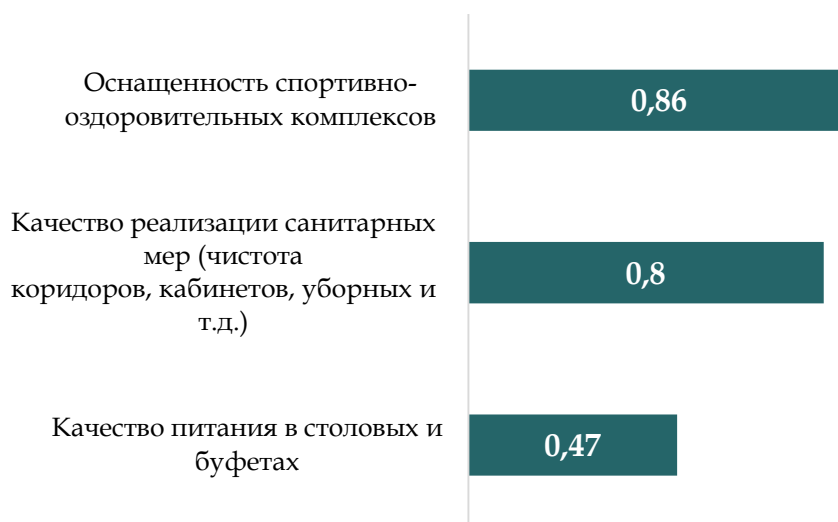 Оснащенность спортивно-
оздоровительных комплексов
0,86
Качество реализации санитарных
мер (чистота
коридоров, кабинетов, уборных и
т.д.)
0,8
Качество питания в столовых и
буфетах
0,47